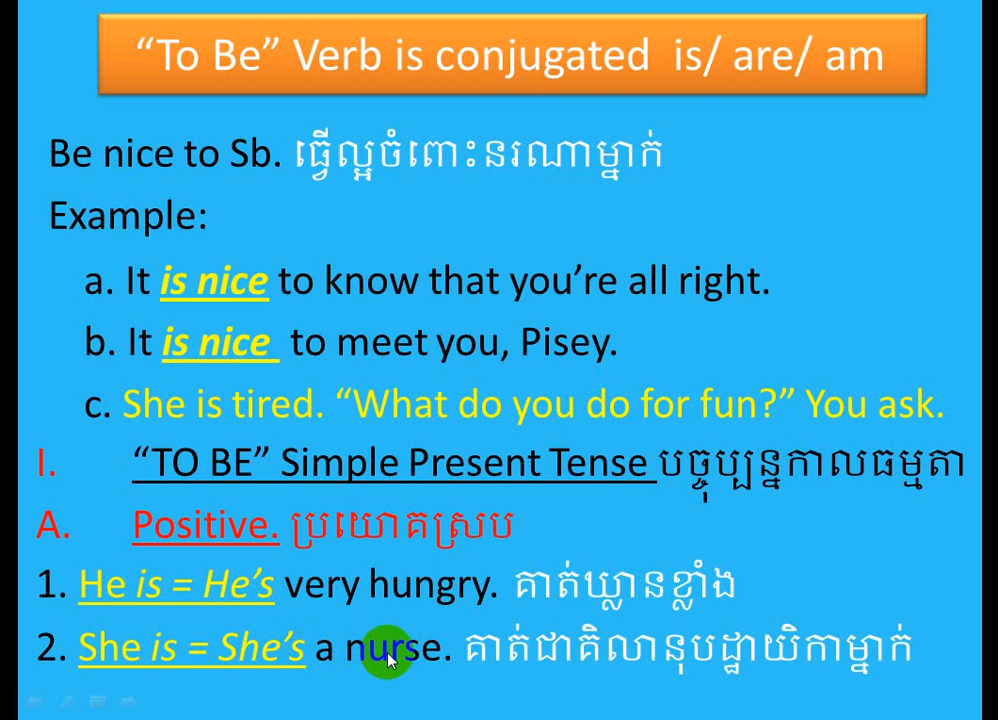 “To Be” Verb is conjugated is/ are/ am
Be nice to Sb. ធ្វើល្អចំពោះនរណាម្នាក់
Example:
a. It is nice to know that you’re all right.
b. It is nice to meet you, Pisey.
c. She is tired. “What do you do for fun?” You ask.
I. “TO BE” Simple Present Tense បច្ចុប្បន្នកាលធម្មតា
A. Positive. ប្រយោគស្រប
1. He is = He’s very hungry. គាត់ឃ្លានខ្លាំង
2. She is = She’s a nurse. គាត់ជាគិលានុបដ្ឋាយិកាម្នាក់